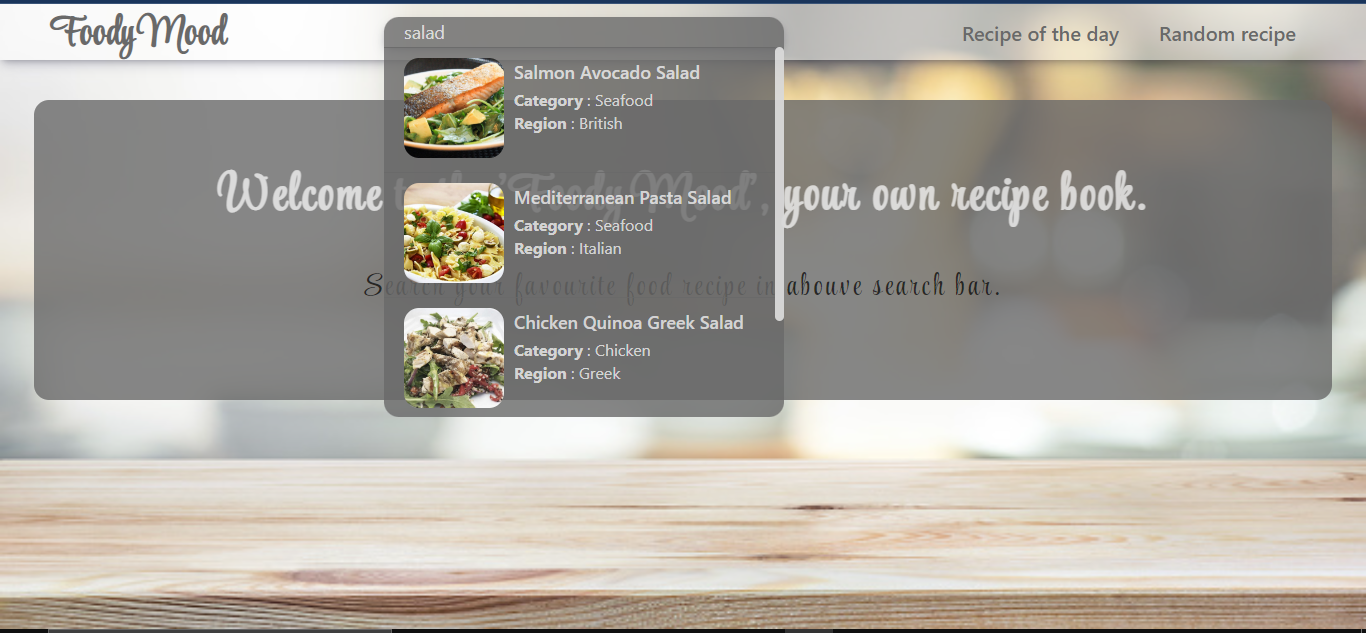 FoodyMood
salad
Recipe of the day
Random recipe
Salmon Avocado Salad
Category : Seafood
Region : British
Mediterranean Pasta Salad
Category : Seafood
Region : Italian
Chicken Quinoa Greek Salad
Category : Chicken
Region : Greek
Welcome to the 'FoodyMood', your own recipe book.
Search your favourite food recipe in abouve search bar.